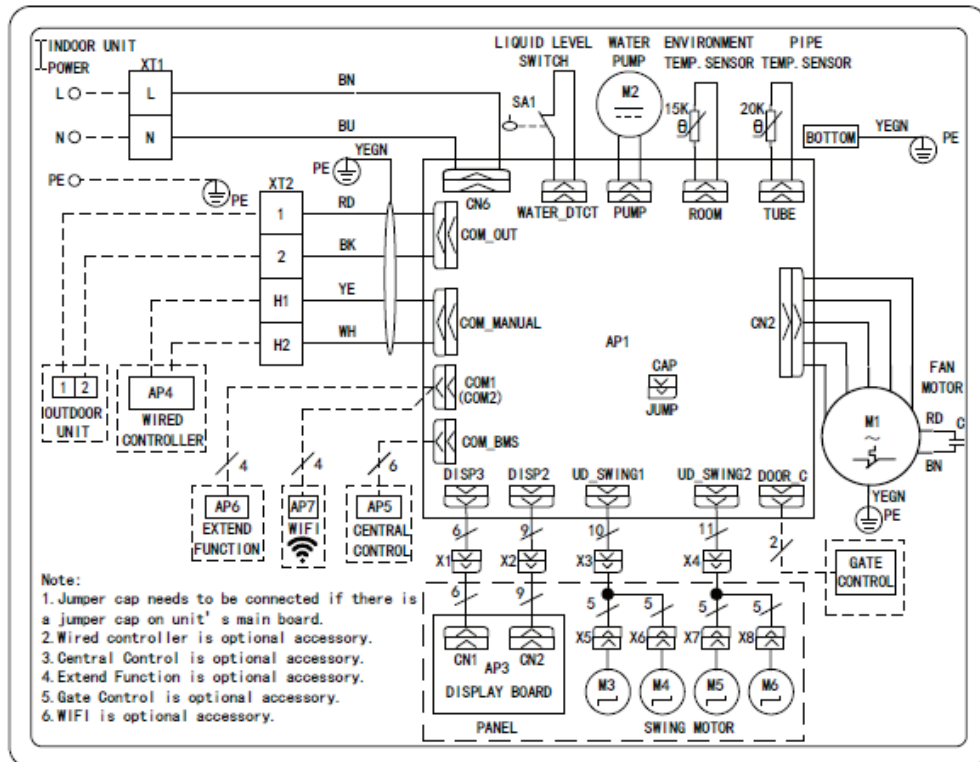 INDOOR UNIT
POWER
XT1
L
L
BN
N
N
BU
YEGN
PE
PE
PE
XT2
1
RD
2
BK
H1
YE
H2
WH
LIQUID LEVEL
SWITCH
SA1
WATER
PUMP
M2
ENVIRONMENT
TEMP. SENSOR
15K
θ
PIPE
TEMP. SENSOR
20K
θ
BOTTOM
YEGN
PE
CN6
WATER_DTCT
PUMP
ROOM
TUBE
COM_OUT
COM_MANUAL
COM1
(COM2)
COM_BMS
CN2
AP1
CAP
JUMP
FAN
MOTOR
M1
~
RD
C
BN
YEGN
PE
1 2
OUTDOOR
UNIT
AP4
WIRED
CONTROLLER
4
4
6
AP6
EXTEND
FUNCTION
AP7
WIFI
AP5
CENTRAL
CONTROL
DISP3
DISP2
UD_SWING1
UD_SWING2
DOOR_C
6
9
10
11
2
X1
X2
X3
X4
GATE
CONTROL
6
9
5
5
5
5
X5
X6
X7
X8
CN1
CN2
AP3
DISPLAY BOARD
M3
M4
M5
M6
PANEL
SWING MOTOR
Note:
1. Jumper cap needs to be connected if there is
a jumper cap on unit' s main board.
2. Wired controller is optional accessory.
3. Central Control is optional accessory.
4. Extend Function is optional accessory.
5. Gate Control is optional accessory.
6. WIFI is optional accessory.